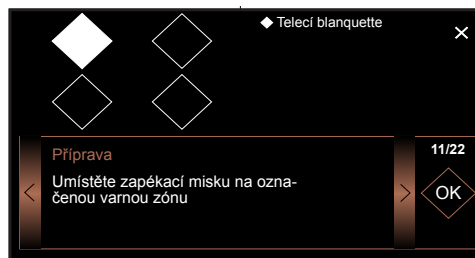 Telecí blanquette
Příprava
11/22
Umístěte zapékací misku na ozna-
čenou varnou zónu
OK